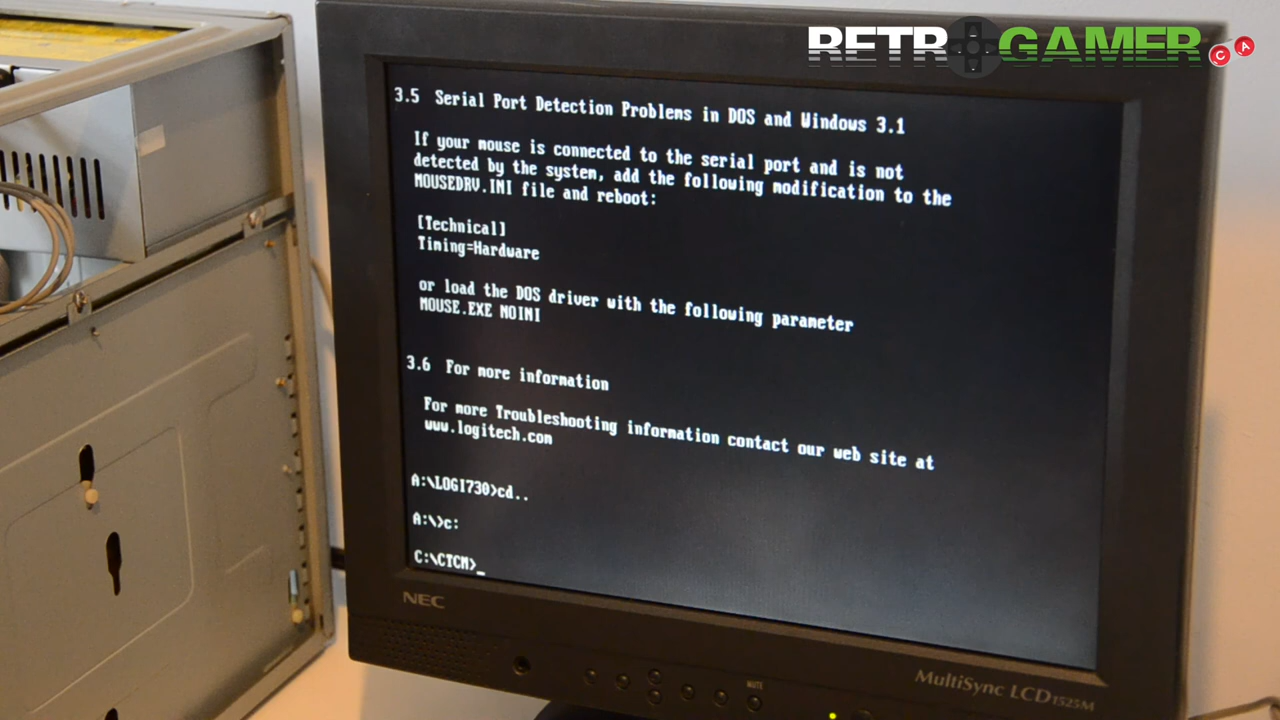 RETROGAMER
CA
3.5 Serial Port Detection Problems in DOS and Windows 3.1
If your mouse is connected to the serial port and is not
detected by the system, add the following modification to the
MOUSEDRV.INI file and reboot:
[Technical]
Timing=Hardware
or load the DOS driver with the following parameter
MOUSE.EXE NOINI
3.6 For more information
For more Troubleshooting information contact our web site at
www.logitech.com
A:\LOGI730>cd..
A:\>c:
C:\CTCM>_
NEC
MUTE
MultiSync LCD1525M